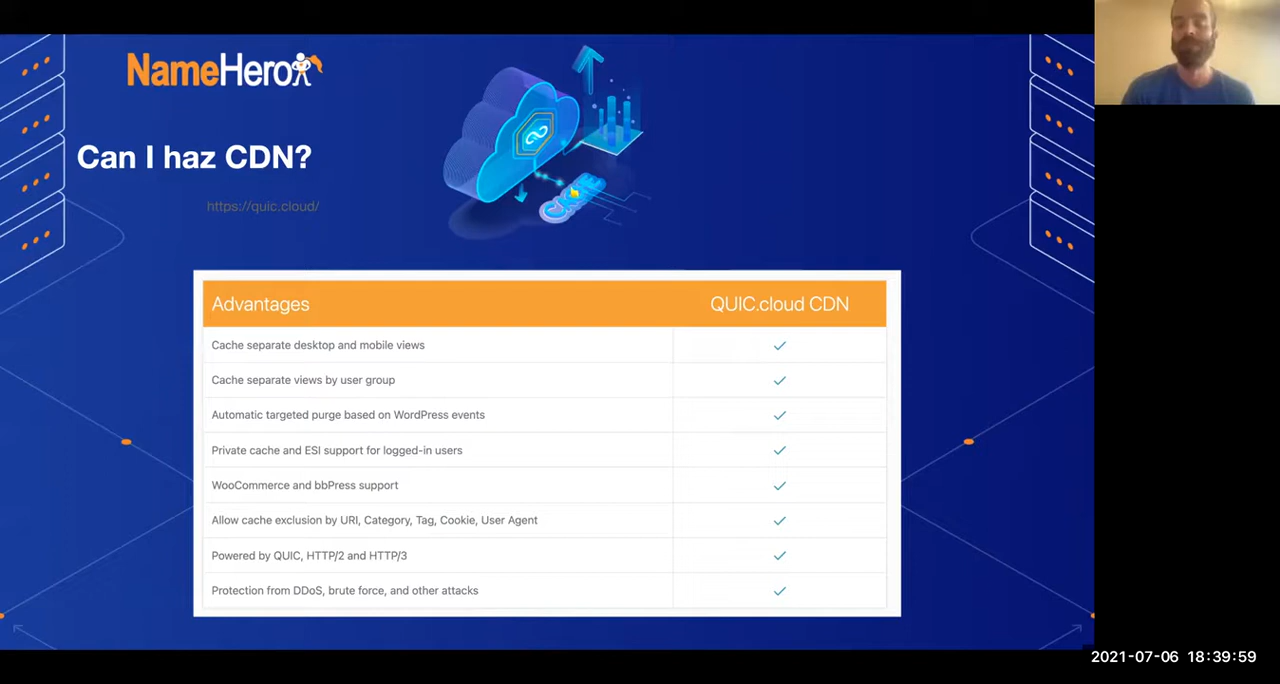 NameHero
Can I haz CDN?
https://quic.cloud/
Advantages QUIC.cloud CDN
Cache separate desktop and mobile views
Cache separate views by user group
Automatic targeted purge based on WordPress events
Private cache and ESI support for logged-in users
WooCommerce and bbPress support
Allow cache exclusion by URI, Category, Tag, Cookie, User Agent
Powered by QUIC, HTTP/2 and HTTP/3
Protection from DDoS, brute force, and other attacks
2021-07-06 18:39:59